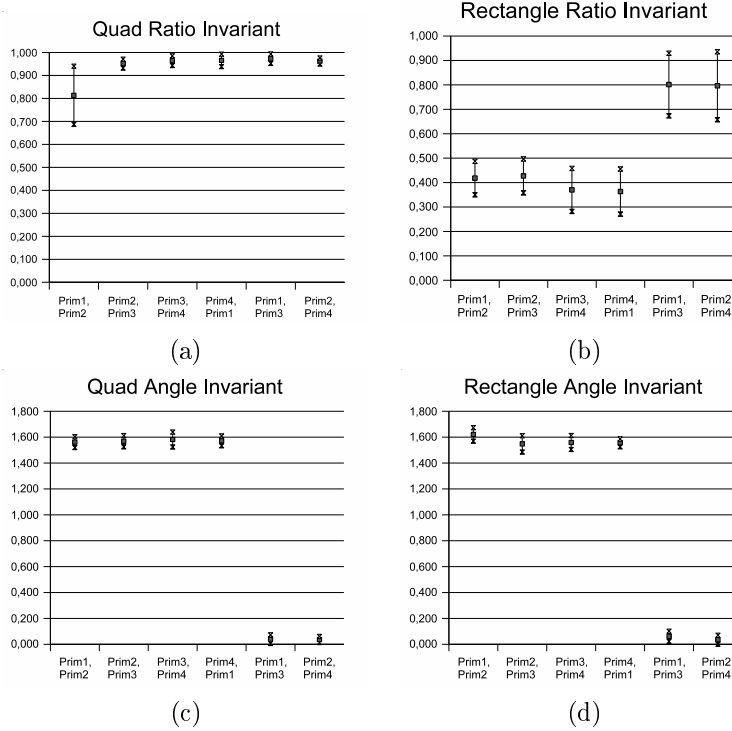 Quad Ratio Invariant
1,000
0,900
0,800
0,700
0,600
0,500
0,400
0,300
0,200
0,100
0,000
Prim1, Prim2, Prim3, Prim4, Prim1, Prim2,
Prim2 Prim3 Prim4 Prim1 Prim3 Prim4
(a)
Rectangle Ratio Invariant
1,000
0,900
0,800
0,700
0,600
0,500
0,400
0,300
0,200
0,100
0,000
Prim1, Prim2, Prim3, Prim4, Prim1, Prim2
Prim2 Prim3 Prim4 Prim1 Prim3 Prim4
(b)
Quad Angle Invariant
1,800
1,600
1,400
1,200
1,000
0,800
0,600
0,400
0,200
0,000
Prim1, Prim2, Prim3, Prim4, Prim1, Prim2,
Prim2 Prim3 Prim4 Prim1 Prim3 Prim4
(c)
Rectangle Angle Invariant
1,800
1,600
1,400
1,200
1,000
0,800
0,600
0,400
0,200
0,000
Prim1, Prim2, Prim3, Prim4, Prim1, Prim2,
Prim2 Prim3 Prim4 Prim1 Prim3 Prim4
(d)